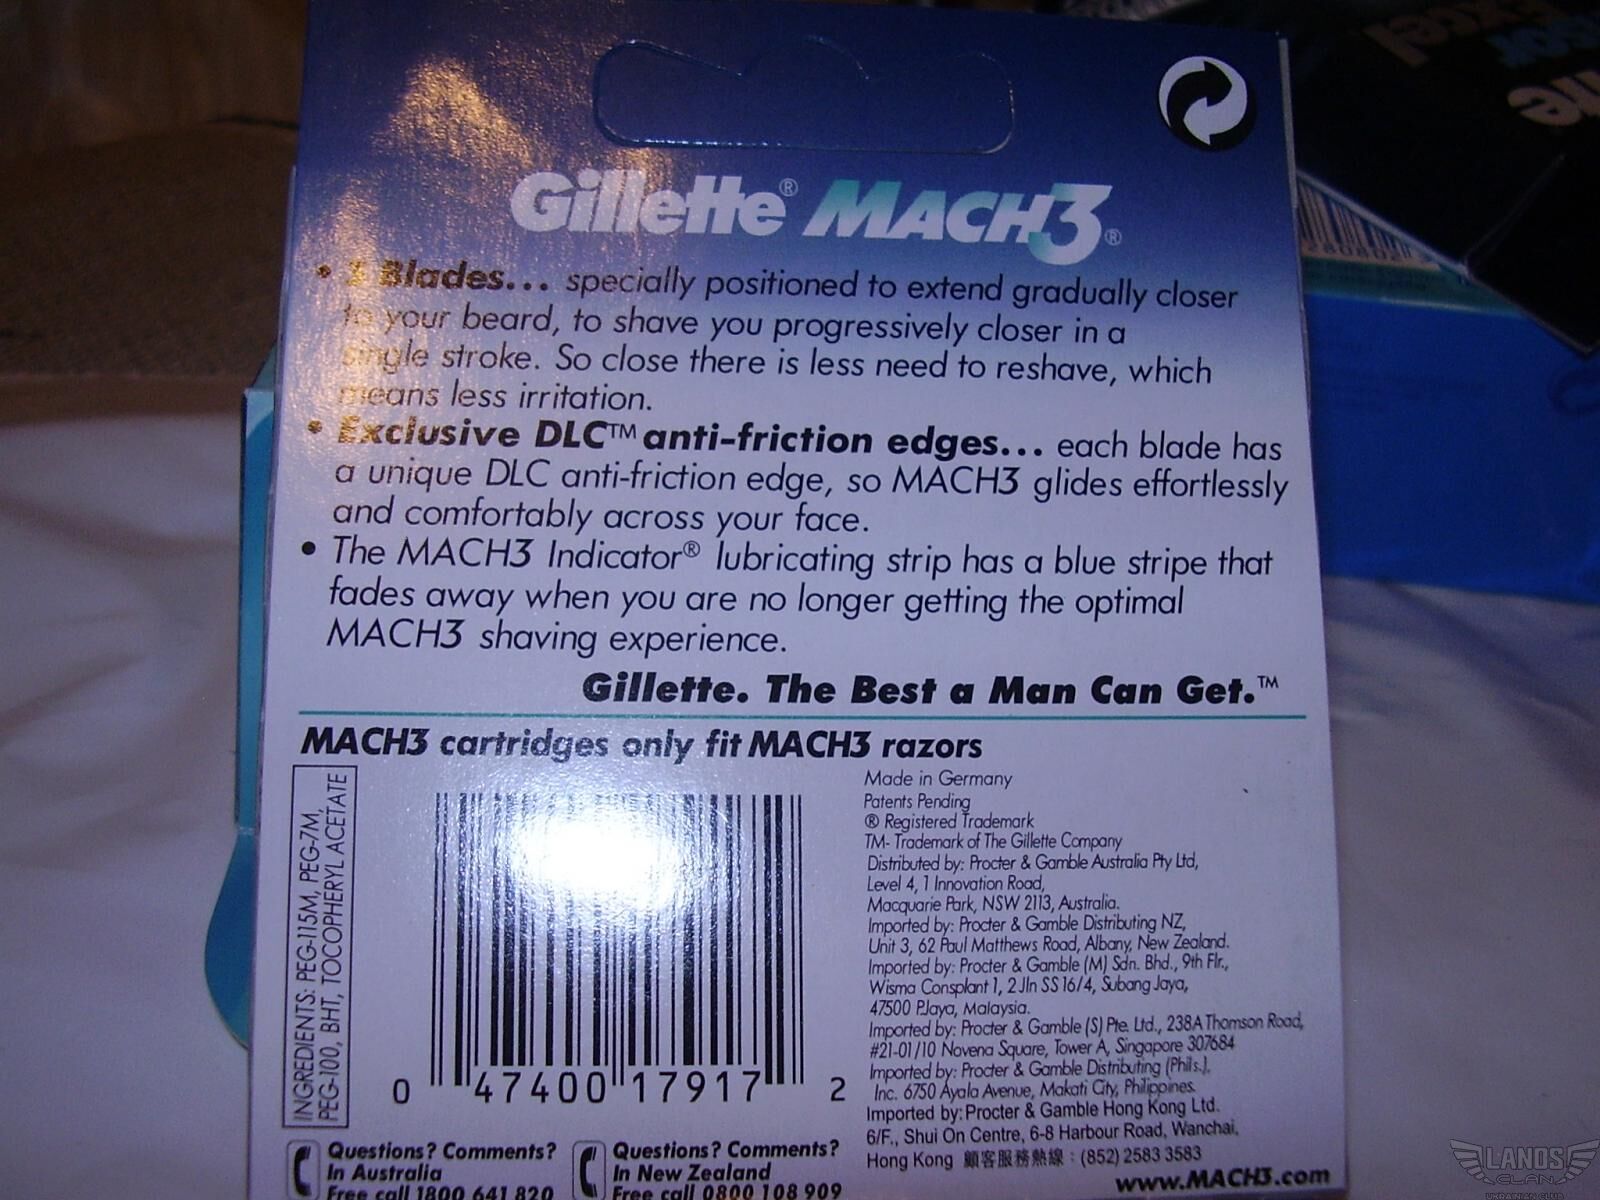 Gillette® MACH3®
• 3 Blades... specially positioned to extend gradually closer
to your beard, to shave you progressively closer in a
single stroke. So close there is less need to reshave, which
means less irritation.
• Exclusive DLC™ anti-friction edges... each blade has
a unique DLC anti-friction edge, so MACH3 glides effortlessly
and comfortably across your face.
• The MACH3 Indicator® lubricating strip has a blue stripe that
fades away when you are no longer getting the optimal
MACH3 shaving experience.
Gillette. The Best a Man Can Get.™
MACH3 cartridges only fit MACH3 razors
INGREDIENTS: PEG-115M, PEG-7M,
PEG-100, BHT, TOCOPHERYL ACETATE
0 47400 17917 2
Made in Germany
Patents Pending
® Registered Trademark
TM- Trademark of The Gillette Company
Distributed by: Procter & Gamble Australia Pty Ltd,
Level 4, 1 Innovation Road,
Macquarie Park, NSW 2113, Australia.
Imported by: Procter & Gamble Distributing NZ,
Unit 3, 62 Paul Matthews Road, Albany, New Zealand.
Imported by: Procter & Gamble (M) Sdn. Bhd., 9th Flr.,
Wisma Consplant 1, 2 Jln SS 16/4, Subang Jaya,
47500 P.Jaya, Malaysia.
Imported by: Procter & Gamble (S) Pte. Ltd., 238A Thomson Road,
#21-01/10 Novena Square, Tower A, Singapore 307684
Imported by: Procter & Gamble Distributing (Phils.),
Inc. 6750 Ayala Avenue, Makati City, Philippines.
Imported by: Procter & Gamble Hong Kong Ltd.
6/F., Shui On Centre, 6-8 Harbour Road, Wanchai,
Hong Kong 顧客服務熱線 : (852) 2583 3583
www.MACH3.com
Questions? Comments?
In Australia
Free call 1800 641 820
Questions? Comments?
In New Zealand
Free call 0800 108 909
Excel
LANOS
CLAN
UKRAINIAN CLUB